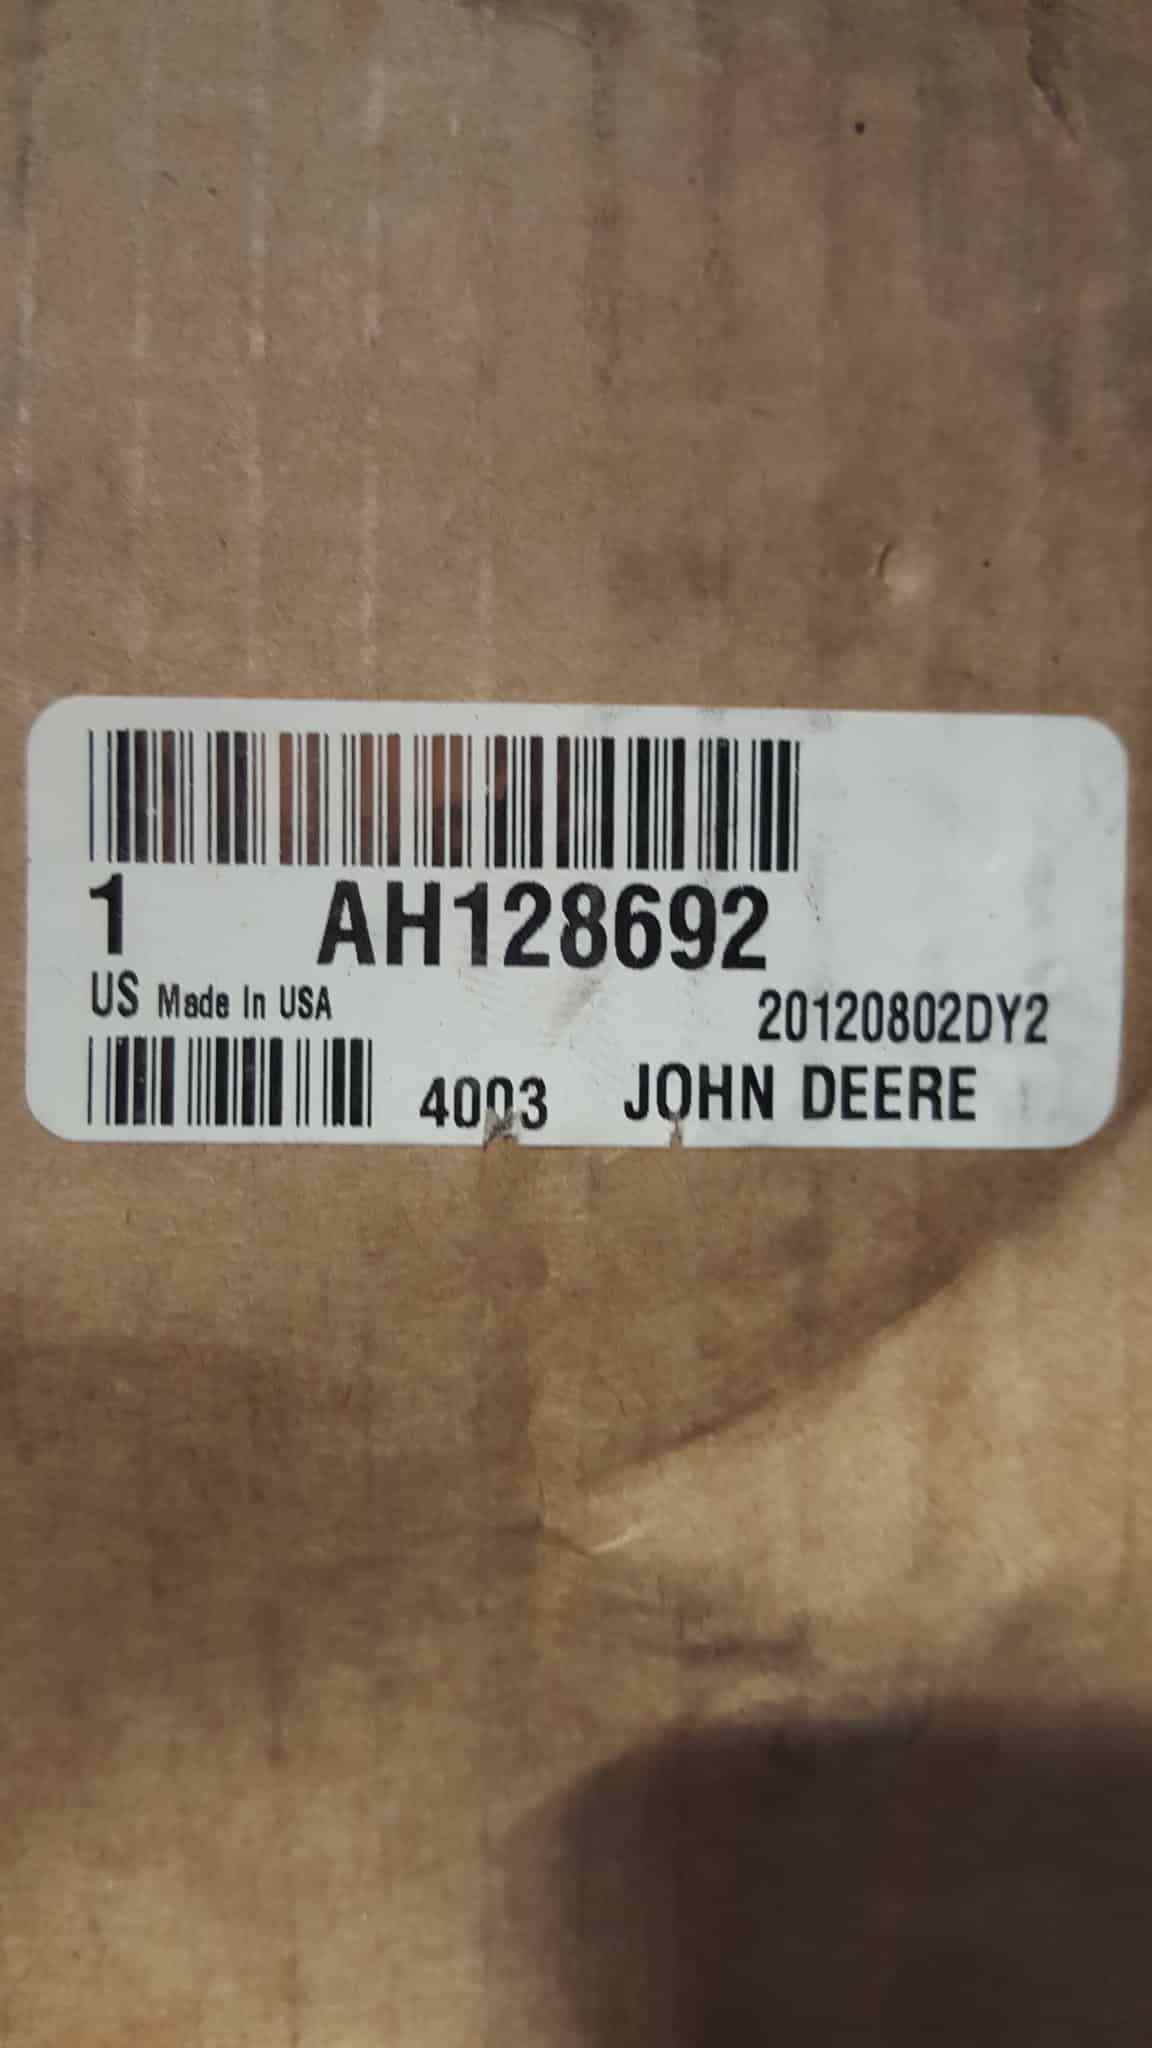 1 AH128692
US Made In USA
20120802DY2
4003 JOHN DEERE